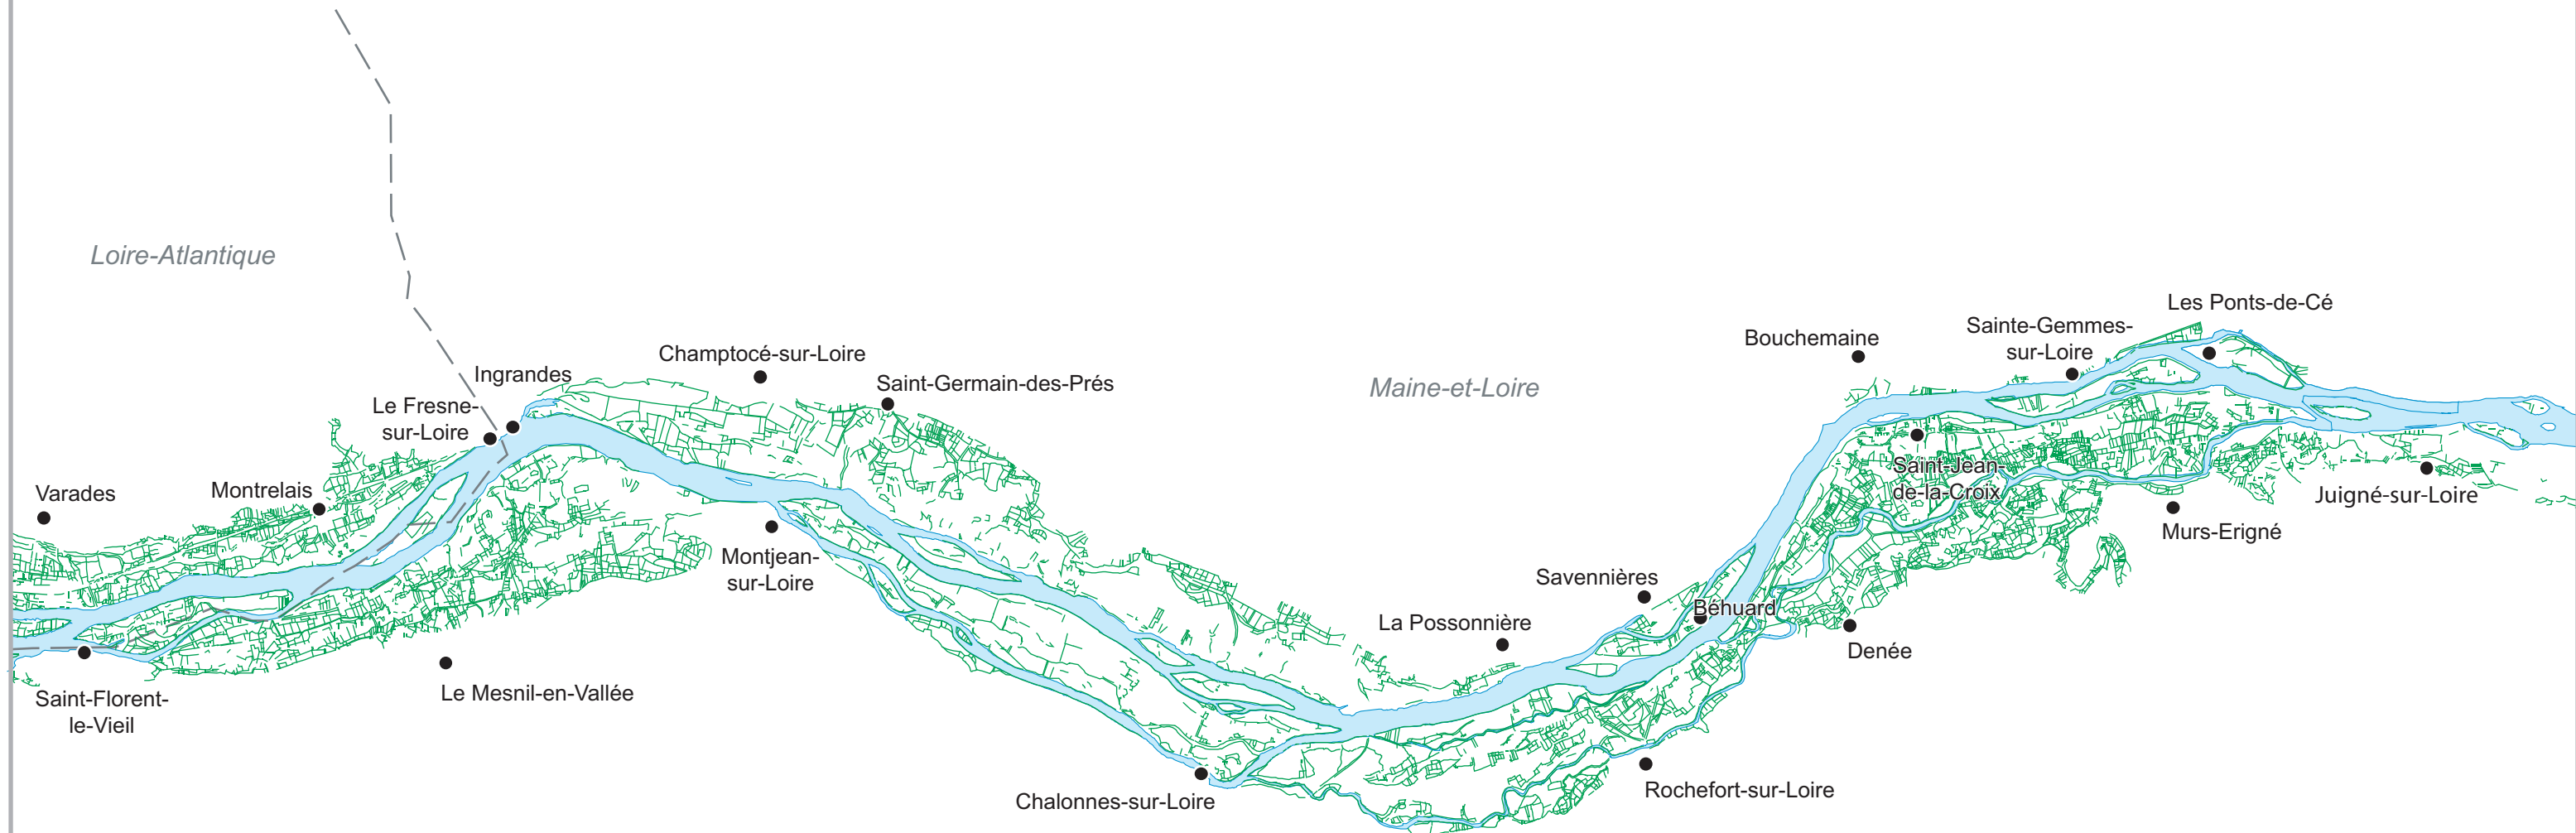 Loire-Atlantique
Maine-et-Loire
Varades
Montrelais
Le Fresne-
sur-Loire
Ingrandes
Champtocé-sur-Loire
Saint-Germain-des-Prés
Saint-Florent-
le-Vieil
Le Mesnil-en-Vallée
Montjean-
sur-Loire
Chalonnes-sur-Loire
La Possonnière
Savennières
Béhuard
Rochefort-sur-Loire
Denée
Bouchemaine
Saint-Jean-
de-la-Croix
Sainte-Gemmes-
sur-Loire
Les Ponts-de-Cé
Murs-Erigné
Juigné-sur-Loire